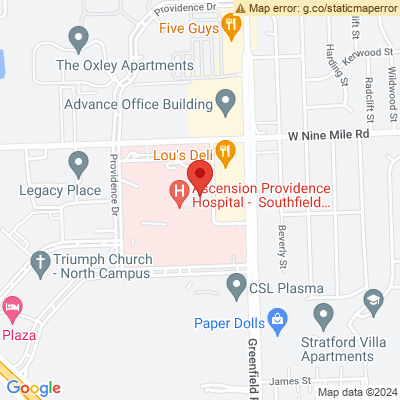 Map error: g.co/staticmaperror
Providence Dr
Five Guys
Harding St
Kenwood St
Radclift St
Wildwood St
The Oxley Apartments
Advance Office Building
W Nine Mile Rd
Lou's Deli
Providence Dr
Legacy Place
H
Ascension Providence
Hospital - Southfield...
Beverly St
Triumph Church
- North Campus
CSL Plasma
Plaza
Paper Dolls
Stratford Villa
Apartments
Greenfield
James St
Google
Map data ©2024